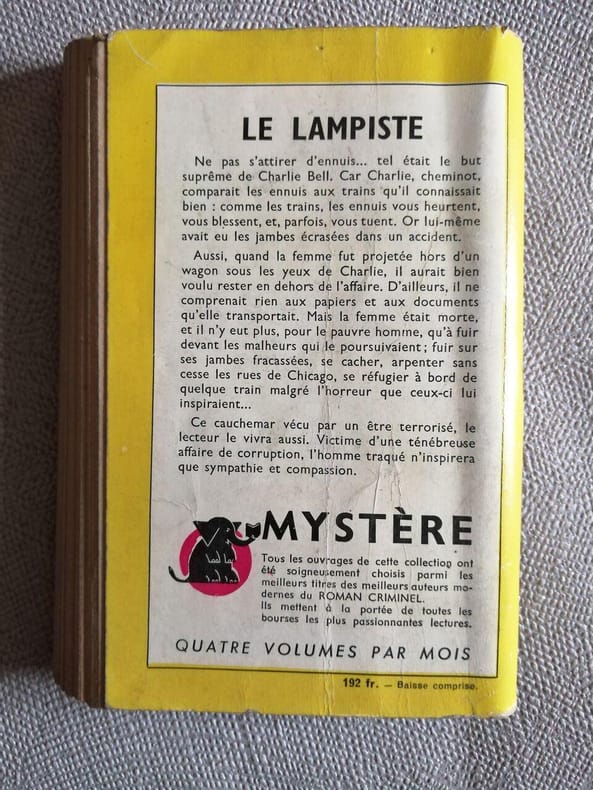 LE LAMPISTE
Ne pas s'attirer d'ennuis... tel était le but
suprême de Charlie Bell. Car Charlie, cheminot,
comparait les ennuis aux trains qu'il connaissait
bien : comme les trains, les ennuis vous heurtent,
vous blessent, et, parfois, vous tuent. Or lui-même
avait eu les jambes écrasées dans un accident.
Aussi, quand la femme fut projetée hors d'un
wagon sous les yeux de Charlie, il aurait bien
voulu rester en dehors de l'affaire. D'ailleurs, il ne
comprenait rien aux papiers et aux documents
qu'elle transportait. Mais la femme était morte,
et il n'y eut plus, pour le pauvre homme, qu'à fuir
devant les malheurs qui le poursuivaient ; fuir sur
ses jambes fracassées, se cacher, arpenter sans
cesse les rues de Chicago, se réfugier à bord de
quelque train malgré l'horreur que ceux-ci lui
inspiraient...
Ce cauchemar vécu par un être terrorisé, le
lecteur le vivra aussi. Victime d'une ténébreuse
affaire de corruption, l'homme traqué n'inspirera
que sympathie et compassion.
MYSTÈRE
Tous les ouvrages de cette collection ont
été soigneusement choisis parmi les
meilleurs titres des meilleurs auteurs mo-
dernes du ROMAN CRIMINEL.
Ils mettent à la portée de toutes les
bourses les plus passionnantes lectures.
QUATRE VOLUMES PAR MOIS
192 fr. — Baisse comprise.